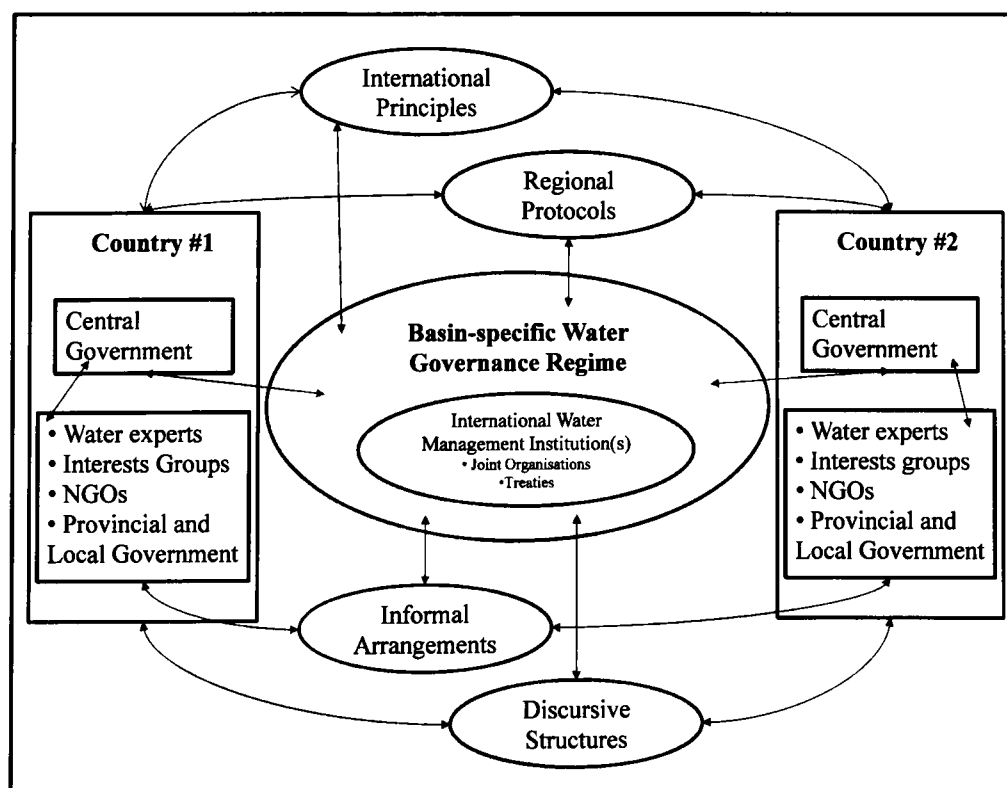 International
Principles
Regional
Protocols
Country #1
Central
Government
• Water experts
• Interests Groups
• NGOs
• Provincial and
Local Government
Basin-specific Water
Governance Regime
International Water
Management Institution(s)
• Joint Organisations
•Treaties
Country #2
Central
Government
• Water experts
• Interests groups
• NGOs
• Provincial and
Local Government
Informal
Arrangements
Discursive
Structures